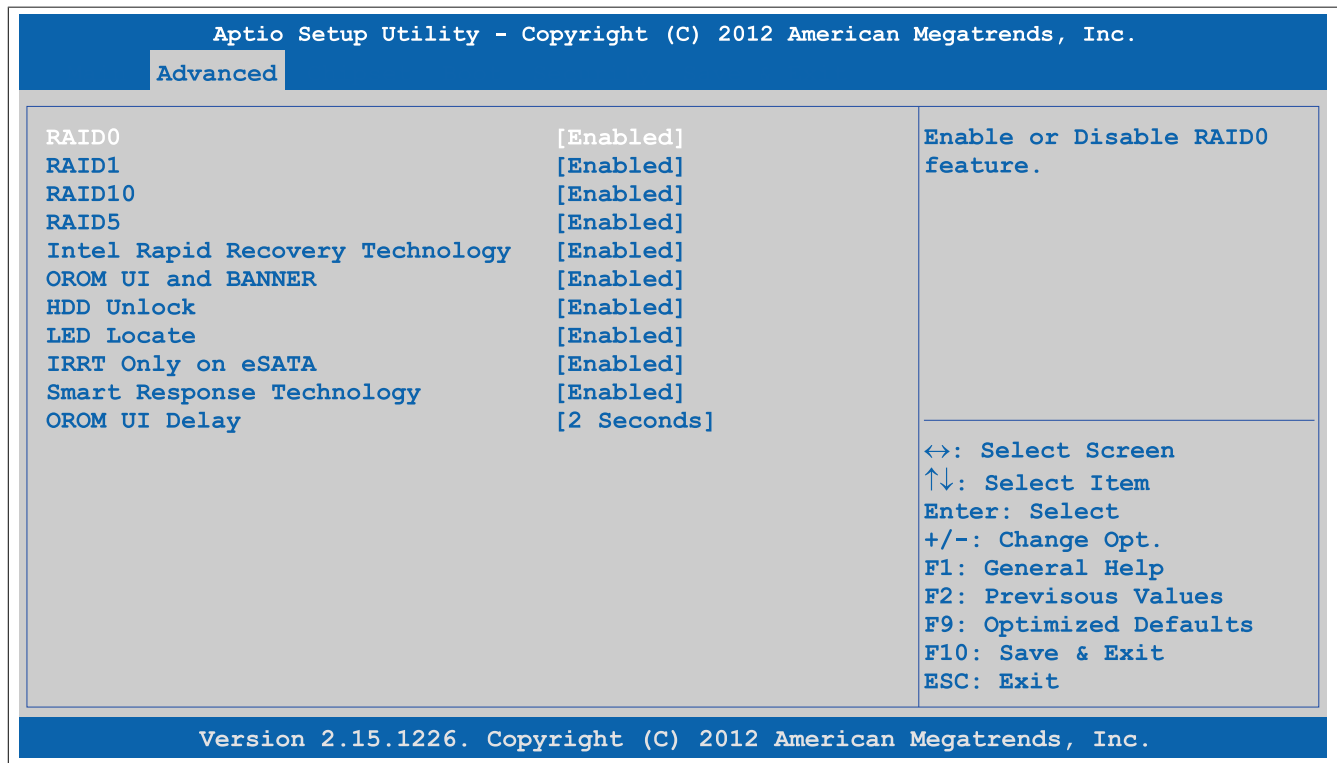 Aptio Setup Utility - Copyright (C) 2012 American Megatrends, Inc.
Advanced
RAID0 [Enabled]
RAID1 [Enabled]
RAID10 [Enabled]
RAID5 [Enabled]
Intel Rapid Recovery Technology [Enabled]
OROM UI and BANNER [Enabled]
HDD Unlock [Enabled]
LED Locate [Enabled]
IRRT Only on eSATA [Enabled]
Smart Response Technology [Enabled]
OROM UI Delay [2 Seconds]
Enable or Disable RAID0
feature.
↔: Select Screen
↑↓: Select Item
Enter: Select
+/-: Change Opt.
F1: General Help
F2: Previsous Values
F9: Optimized Defaults
F10: Save & Exit
ESC: Exit
Version 2.15.1226. Copyright (C) 2012 American Megatrends, Inc.